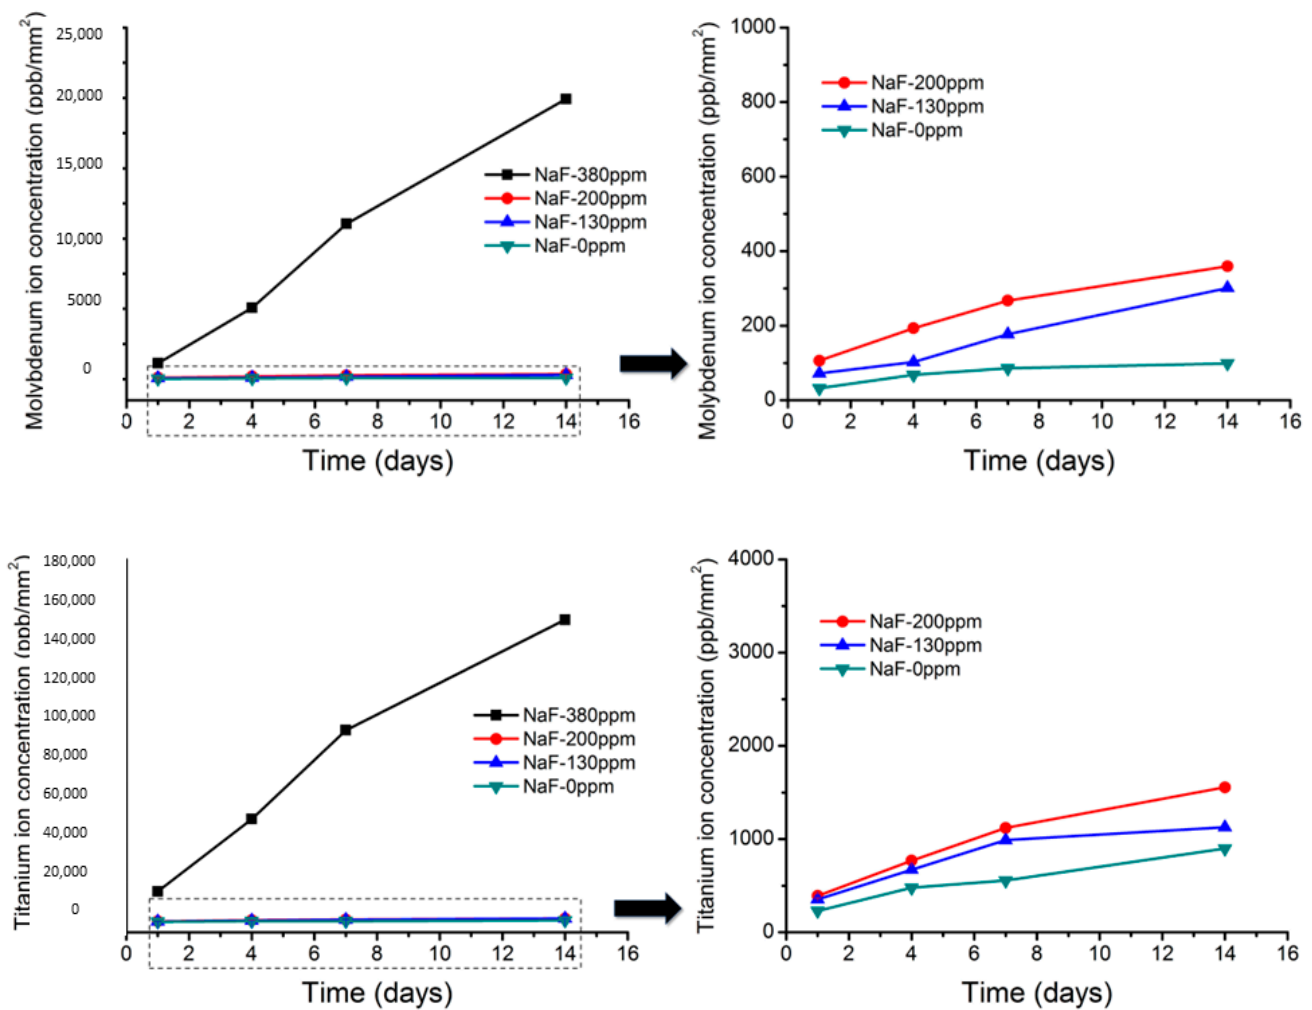 Molybdenum ion concentration (ppb/mm²)
25,000
20,000
15,000
10,000
5000
0
NaF-380ppm
NaF-200ppm
NaF-130ppm
NaF-0ppm
0 2 4 6 8 10 12 14 16
Time (days)
Molybdenum ion concentration (ppb/mm²)
1000
800
600
400
200
0
NaF-200ppm
NaF-130ppm
NaF-0ppm
0 2 4 6 8 10 12 14 16
Time (days)
Titanium ion concentration (ppb/mm²)
180,000
160,000
140,000
120,000
100,000
80,000
60,000
40,000
20,000
0
NaF-380ppm
NaF-200ppm
NaF-130ppm
NaF-0ppm
0 2 4 6 8 10 12 14 16
Time (days)
Titanium ion concentration (ppb/mm²)
4000
3000
2000
1000
0
NaF-200ppm
NaF-130ppm
NaF-0ppm
0 2 4 6 8 10 12 14 16
Time (days)